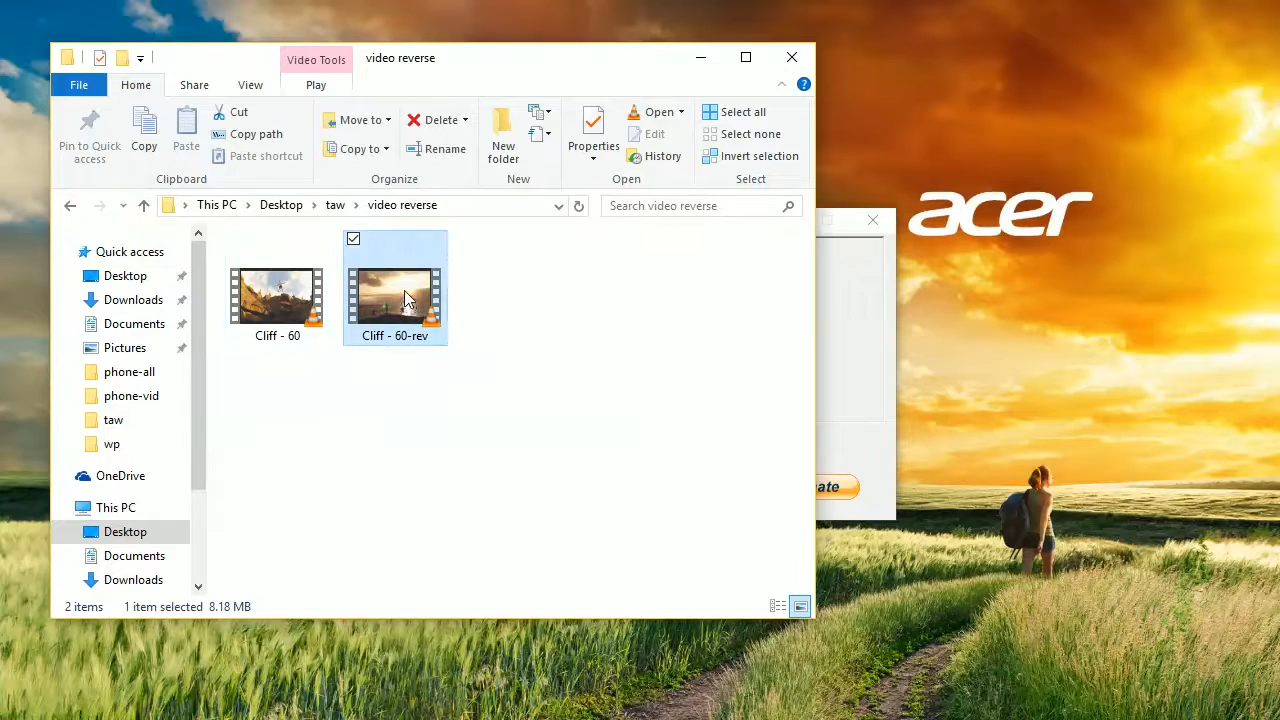 Video Tools
video reverse
File
Home
Share
View
Play
Pin to Quick
access
Copy
Paste
Cut
Copy path
Paste shortcut
Clipboard
Move to
Copy to
Delete
Rename
Organize
New
folder
New
Properties
Open
Edit
History
Open
Select all
Select none
Invert selection
Select
This PC
Desktop
taw
video reverse
Search video reverse
Quick access
Desktop
Downloads
Documents
Pictures
phone-all
phone-vid
taw
wp
OneDrive
This PC
Desktop
Documents
Downloads
Cliff - 60
Cliff - 60-rev
2 items
1 item selected 8.18 MB
ate
acer